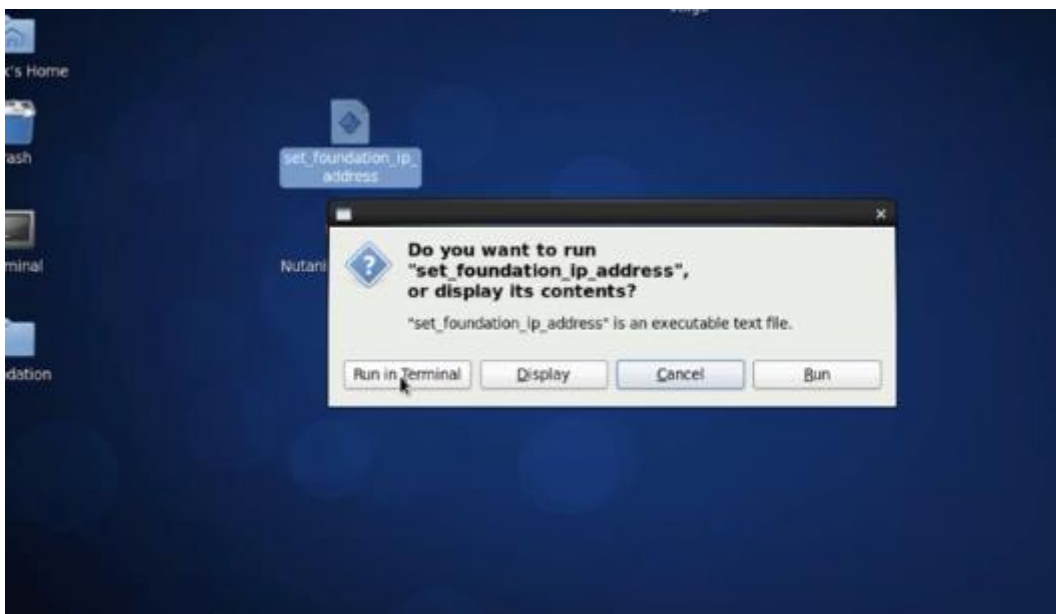 c's Home
ash
set_foundation_ip_
address
minal
Nutani
dation
Do you want to run
"set_foundation_ip_address",
or display its contents?
"set_foundation_ip_address" is an executable text file.
Run in Terminal
Display
Cancel
Run